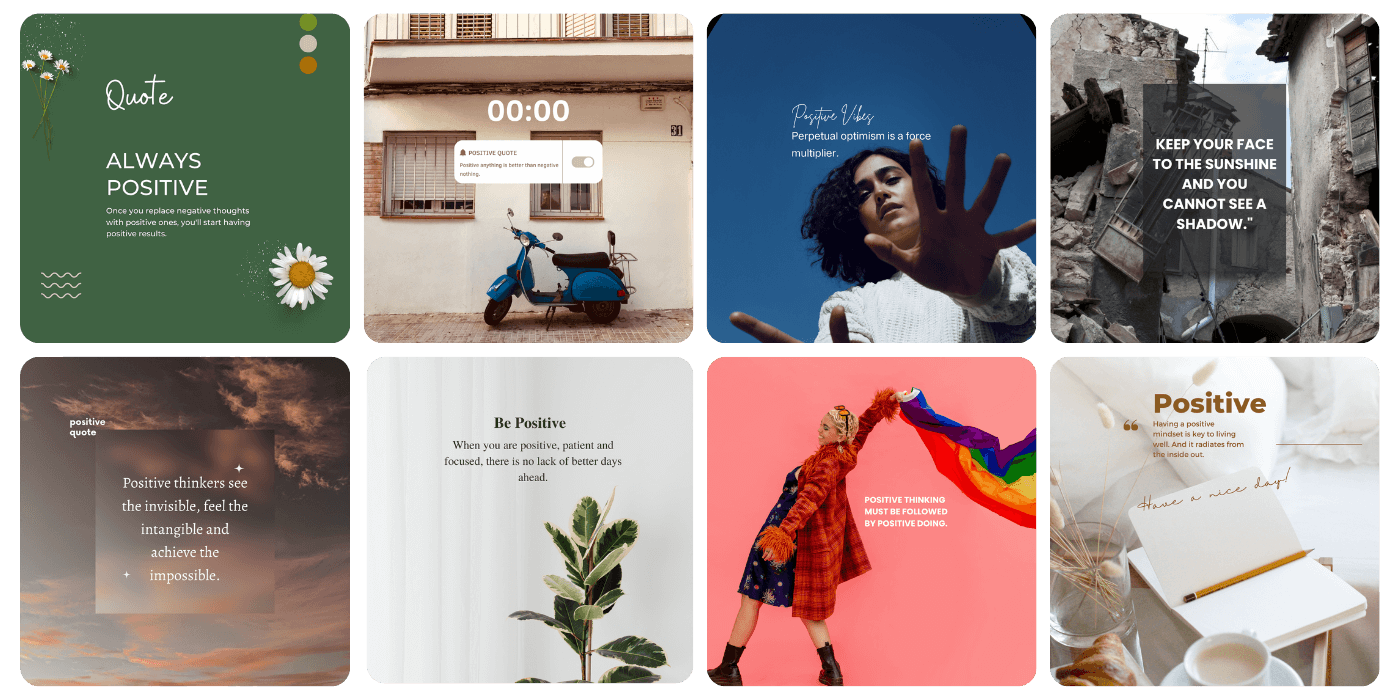 Quote
ALWAYS
POSITIVE
Once you replace negative thoughts
with positive ones, you'll start having
positive results.
00:00
31
POSITIVE QUOTE
Positive anything is better than negative
nothing.
Positive Vibes
Perpetual optimism is a force
multiplier.
KEEP YOUR FACE
TO THE SUNSHINE
AND YOU
CANNOT SEE A
SHADOW."
positive
quote
Positive thinkers see
the invisible, feel the
intangible and
achieve the
impossible.
Be Positive
When you are positive, patient and
focused, there is no lack of better days
ahead.
POSITIVE THINKING
MUST BE FOLLOWED
BY POSITIVE DOING.
Positive
“
Having a positive
mindset is key to living
well. And it radiates from
the inside out.
Have a nice day!